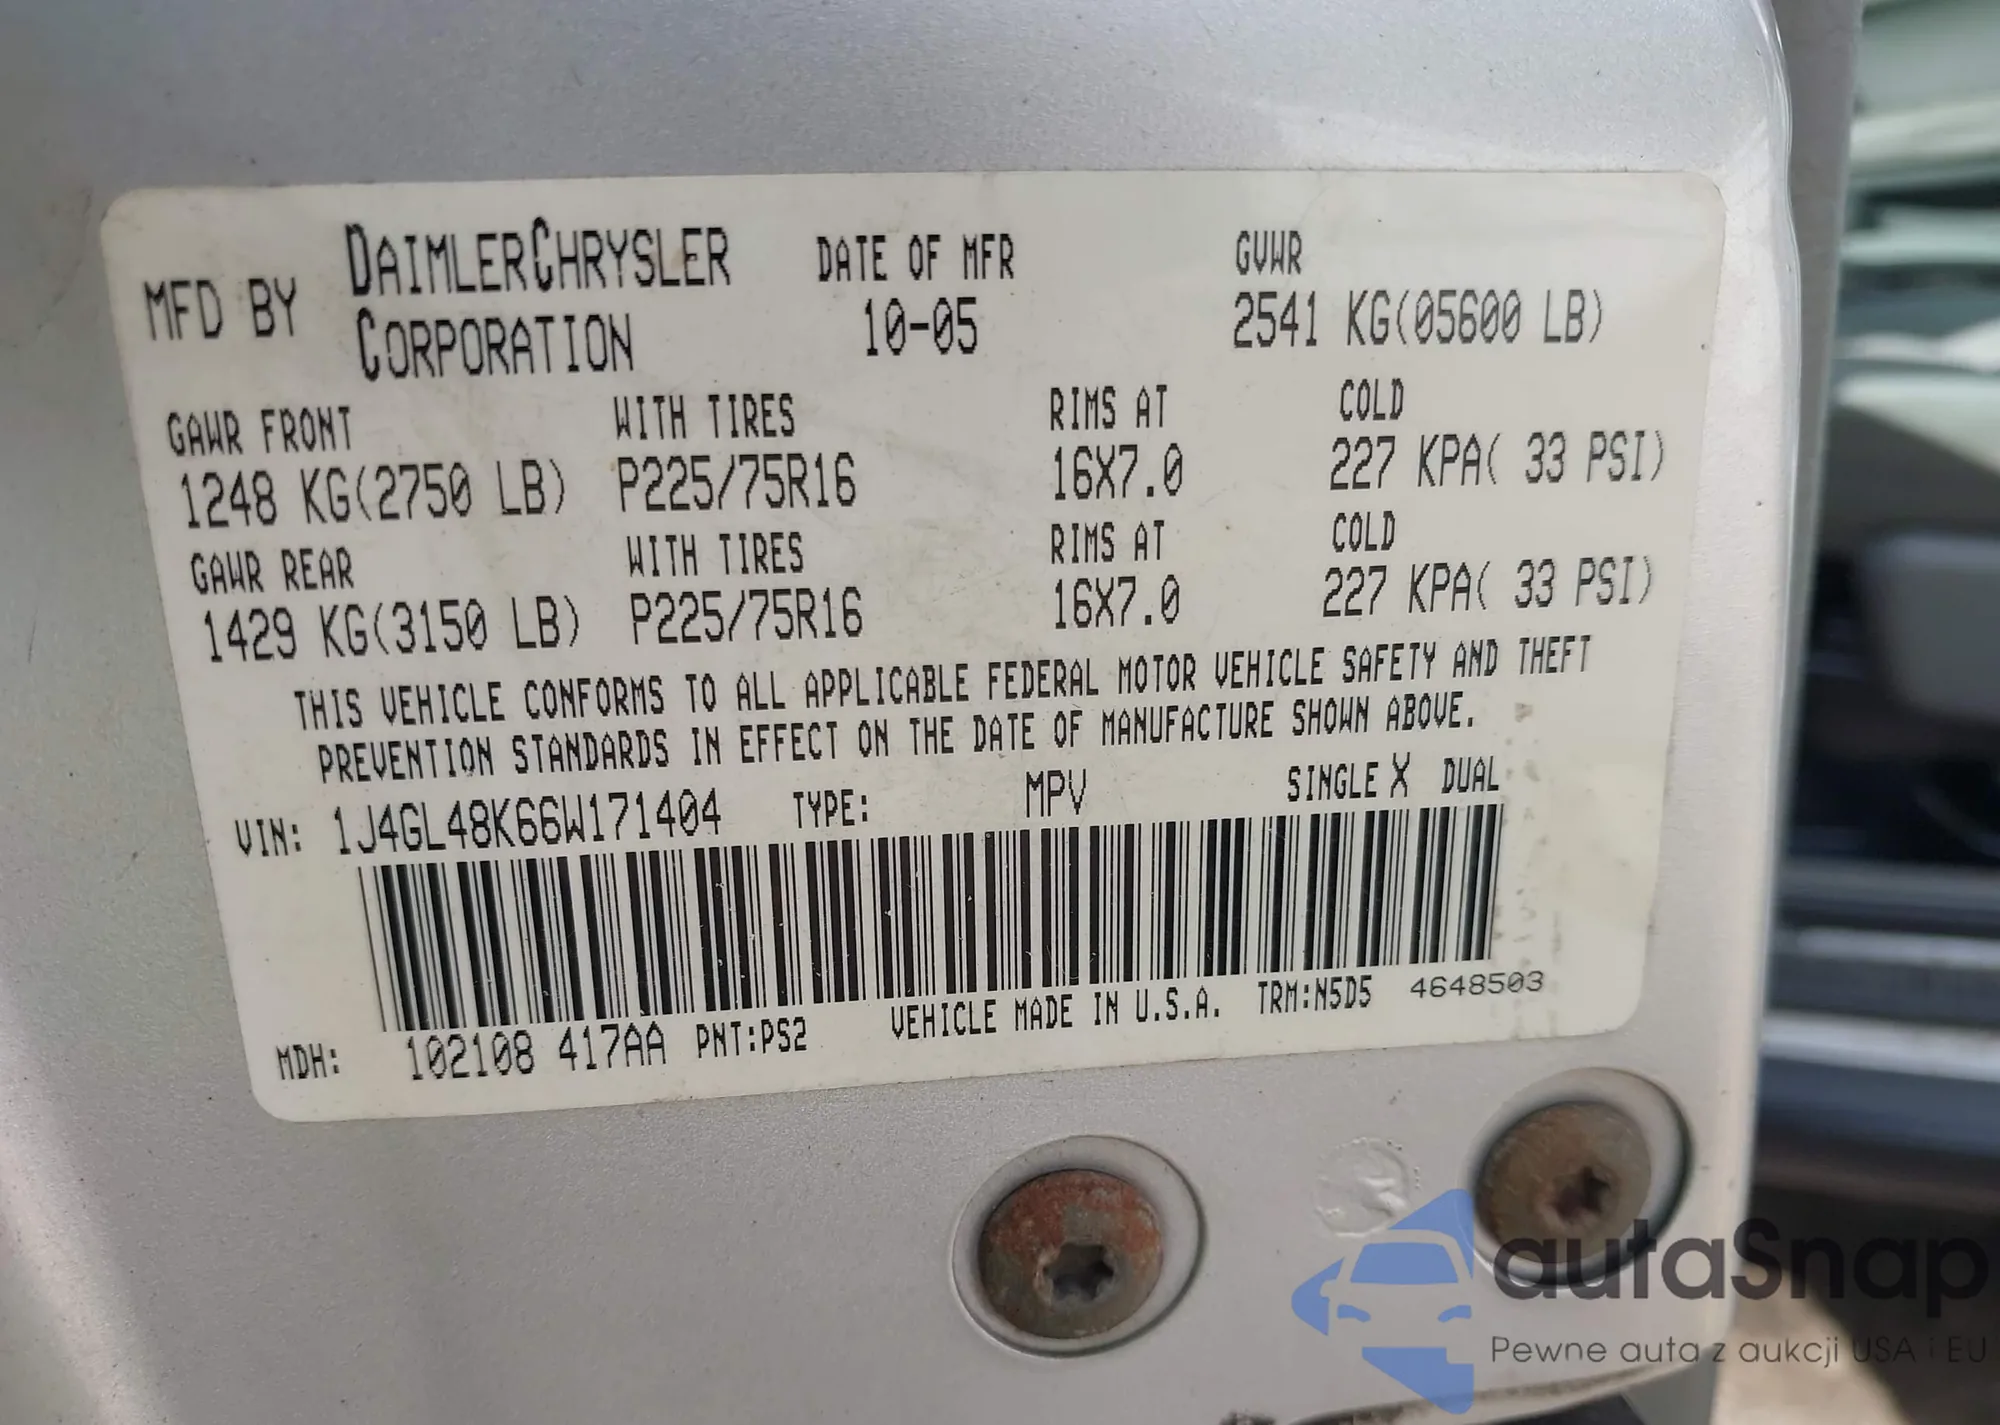 MFD BY DAIMLERCHRYSLER CORPORATION DATE OF MFR 10-05 GVWR 2541 KG(05600 LB)
GAWR FRONT WITH TIRES RIMS AT COLD
1248 KG(2750 LB) P225/75R16 16X7.0 227 KPA( 33 PSI)
GAWR REAR WITH TIRES RIMS AT COLD
1429 KG(3150 LB) P225/75R16 16X7.0 227 KPA( 33 PSI)
THIS VEHICLE CONFORMS TO ALL APPLICABLE FEDERAL MOTOR VEHICLE SAFETY AND THEFT
PREVENTION STANDARDS IN EFFECT ON THE DATE OF MANUFACTURE SHOWN ABOVE.
VIN: 1J4GL48K66W171404 TYPE: MPV SINGLE X DUAL
MDH: 102108 417AA PNT:PS2 VEHICLE MADE IN U.S.A. TRM:N5D5 4648503
autaSnap
Pewne auta z aukcji USA i EU